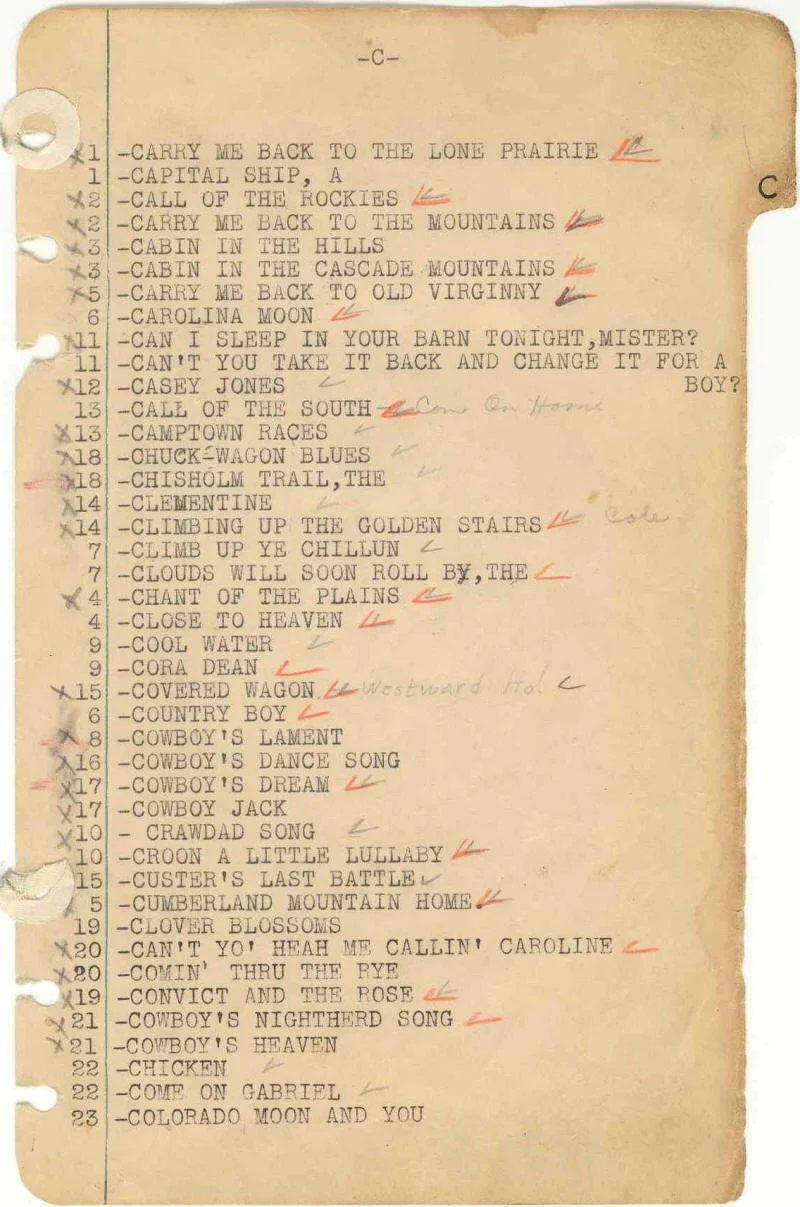 -C-
C
x1 -CARRY ME BACK TO THE LONE PRAIRIE
1 -CAPITAL SHIP, A
x2 -CALL OF THE ROCKIES
x2 -CARRY ME BACK TO THE MOUNTAINS
x3 -CABIN IN THE HILLS
x3 -CABIN IN THE CASCADE MOUNTAINS
x5 -CARRY ME BACK TO OLD VIRGINNY
6 -CAROLINA MOON
x11 -CAN I SLEEP IN YOUR BARN TONIGHT,MISTER?
11 -CAN'T YOU TAKE IT BACK AND CHANGE IT FOR A
BOY?
x12 -CASEY JONES
13 -CALL OF THE SOUTH - Come On Home
x13 -CAMPTOWN RACES
x18 -CHUCK-WAGON BLUES
x18 -CHISHOLM TRAIL,THE
x14 -CLEMENTINE
x14 -CLIMBING UP THE GOLDEN STAIRS Cole
7 -CLIMB UP YE CHILLUN
7 -CLOUDS WILL SOON ROLL BY,THE
x4 -CHANT OF THE PLAINS
4 -CLOSE TO HEAVEN
9 -COOL WATER
9 -CORA DEAN
x15 -COVERED WAGON. Westward Ho!
6 -COUNTRY BOY
x8 -COWBOY'S LAMENT
x16 -COWBOY'S DANCE SONG
x17 -COWBOY'S DREAM
x17 -COWBOY JACK
x10 - CRAWDAD SONG
10 -CROON A LITTLE LULLABY
15 -CUSTER'S LAST BATTLE
5 -CUMBERLAND MOUNTAIN HOME
19 -CLOVER BLOSSOMS
x20 -CAN'T YO' HEAH ME CALLIN' CAROLINE
x20 -COMIN' THRU THE RYE
x19 -CONVICT AND THE ROSE
x21 -COWBOY'S NIGHTHERD SONG
x21 -COWBOY'S HEAVEN
22 -CHICKEN
22 -COME ON GABRIEL
23 -COLORADO MOON AND YOU